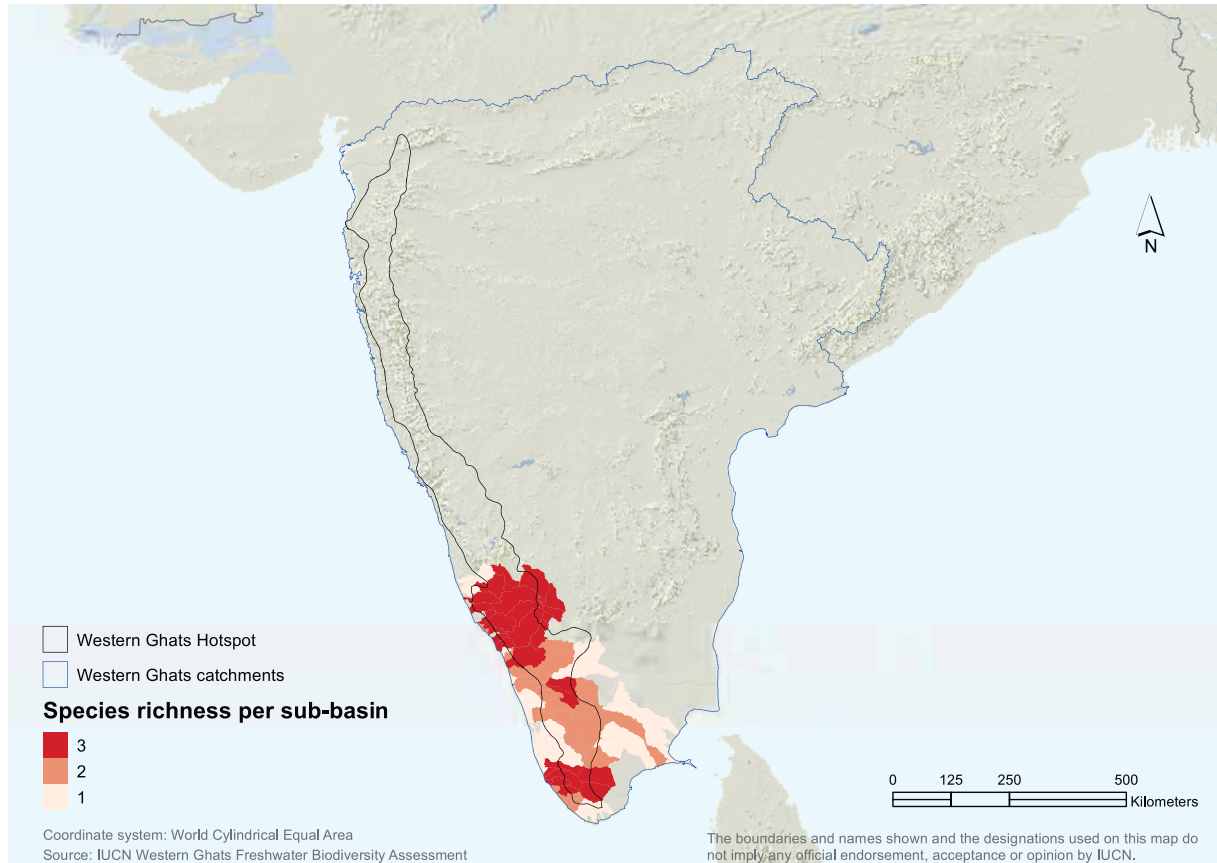 N
Western Ghats Hotspot
Western Ghats catchments
Species richness per sub-basin
3
2
1
0 125 250 500
Kilometers
Coordinate system: World Cylindrical Equal Area
Source: IUCN Western Ghats Freshwater Biodiversity Assessment
The boundaries and names shown and the designations used on this map do
not imply any official endorsement, acceptance or opinion by IUCN.